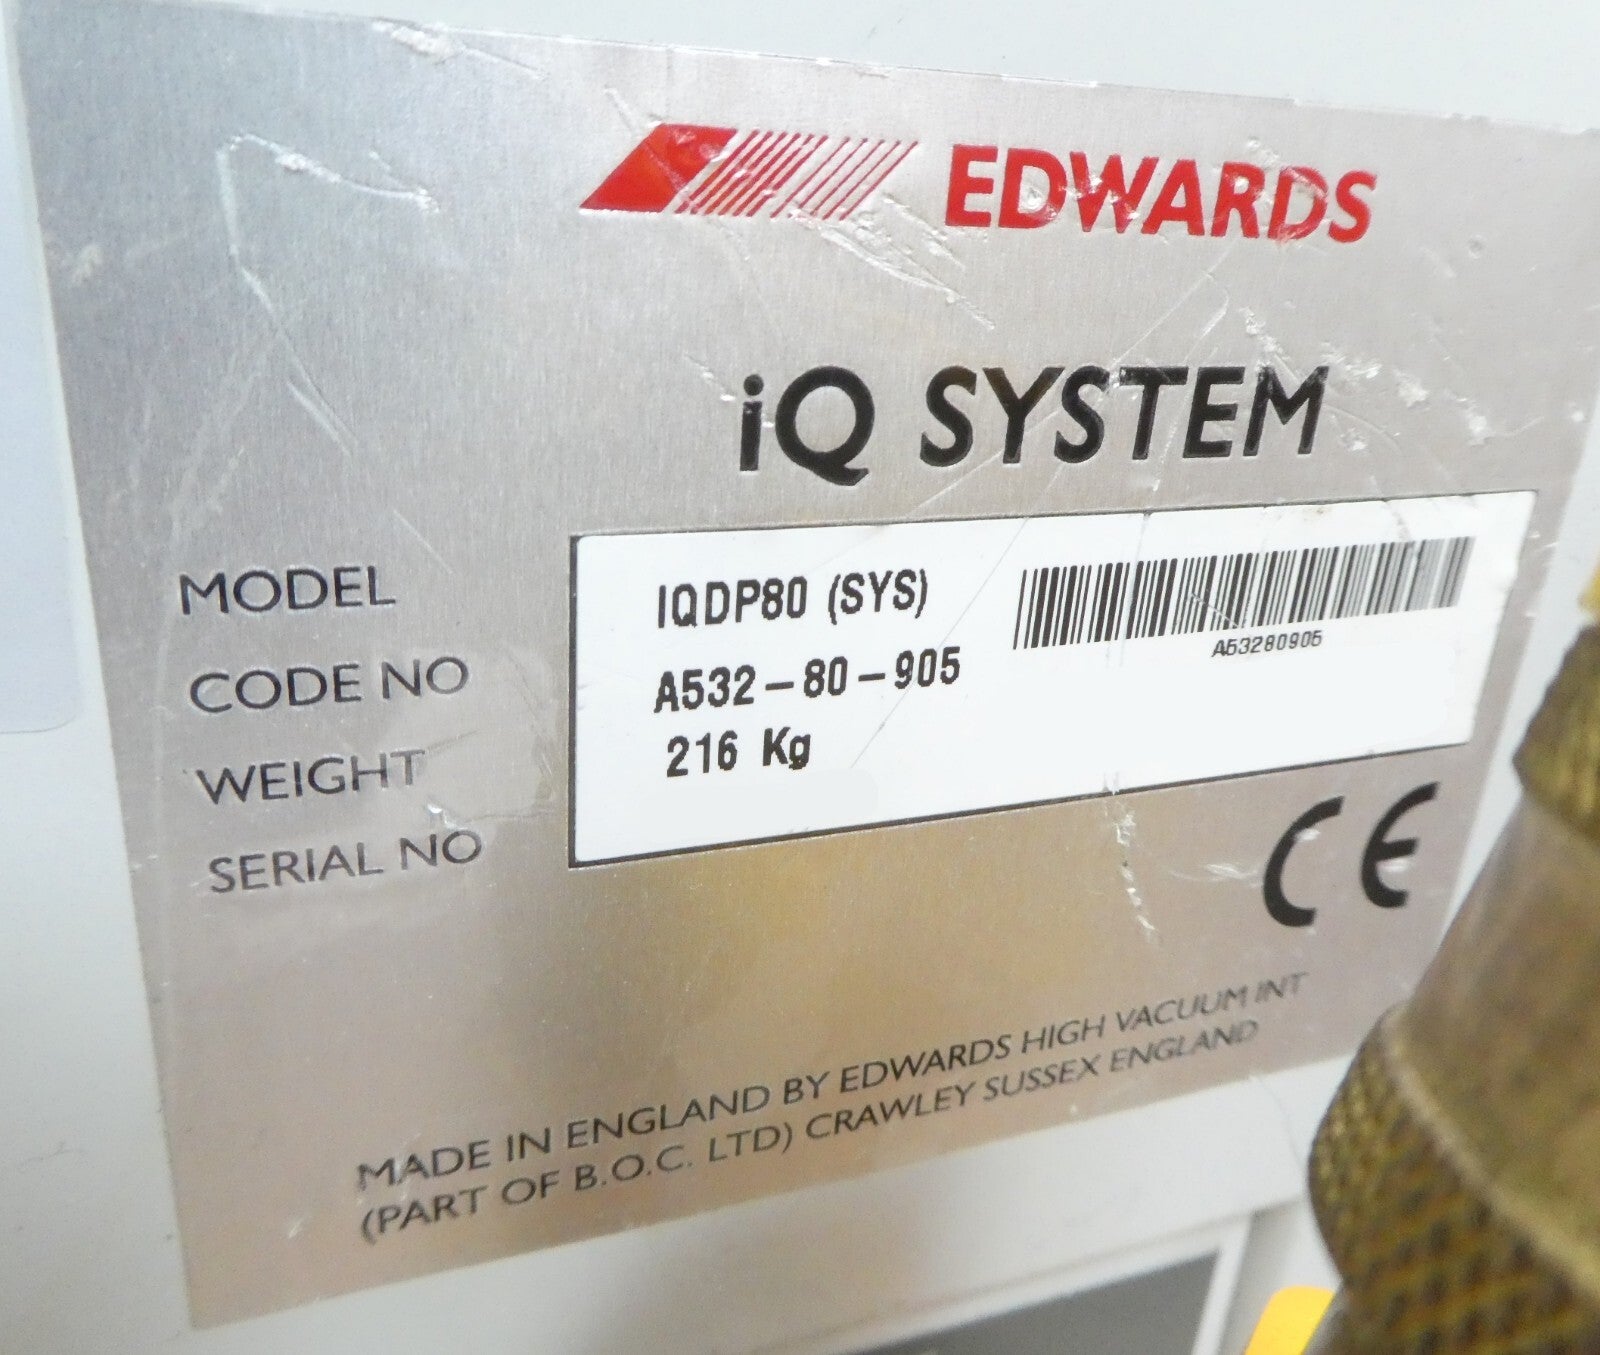 EDWARDS
iQ SYSTEM
MODEL IQDP80 (SYS)
A53280905
CODE NO A532-80-905
WEIGHT 216 Kg
SERIAL NO
CE
MADE IN ENGLAND BY EDWARDS HIGH VACUUM INT
(PART OF B.O.C. LTD) CRAWLEY SUSSEX ENGLAND